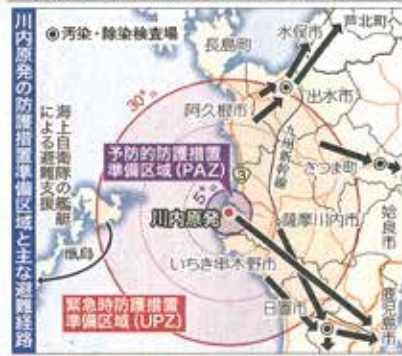 川内原発の防護措置準備区域と主な避難経路
汚染・除染検査場
長島町
水俣市
芦北町
30㌔
阿久根市
出水市
海上自衛隊の艦艇
による避難支援
予防的防護措置
準備区域(PAZ)
5㌔
③
九州新幹線
さつま町
川内原発
薩摩川内市
姶良市
甑島
いちき串木野市
緊急時防護措置
準備区域(UPZ)
日置市
鹿児島市